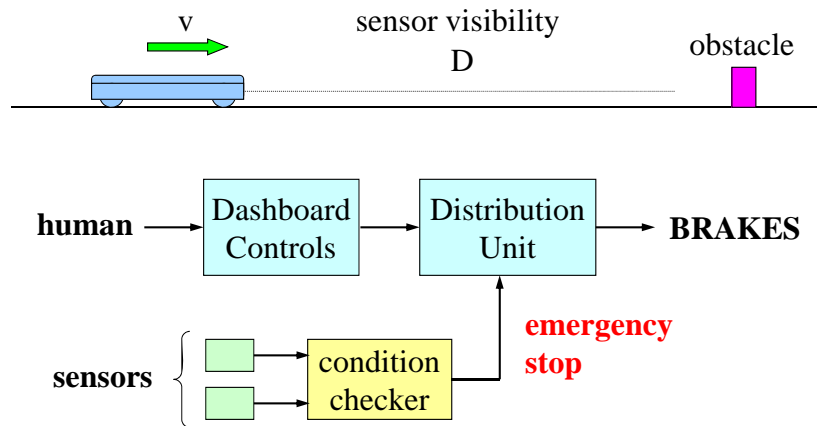 v
sensor visibility
D
obstacle
human
Dashboard
Controls
Distribution
Unit
BRAKES
emergency
stop
sensors
condition
checker